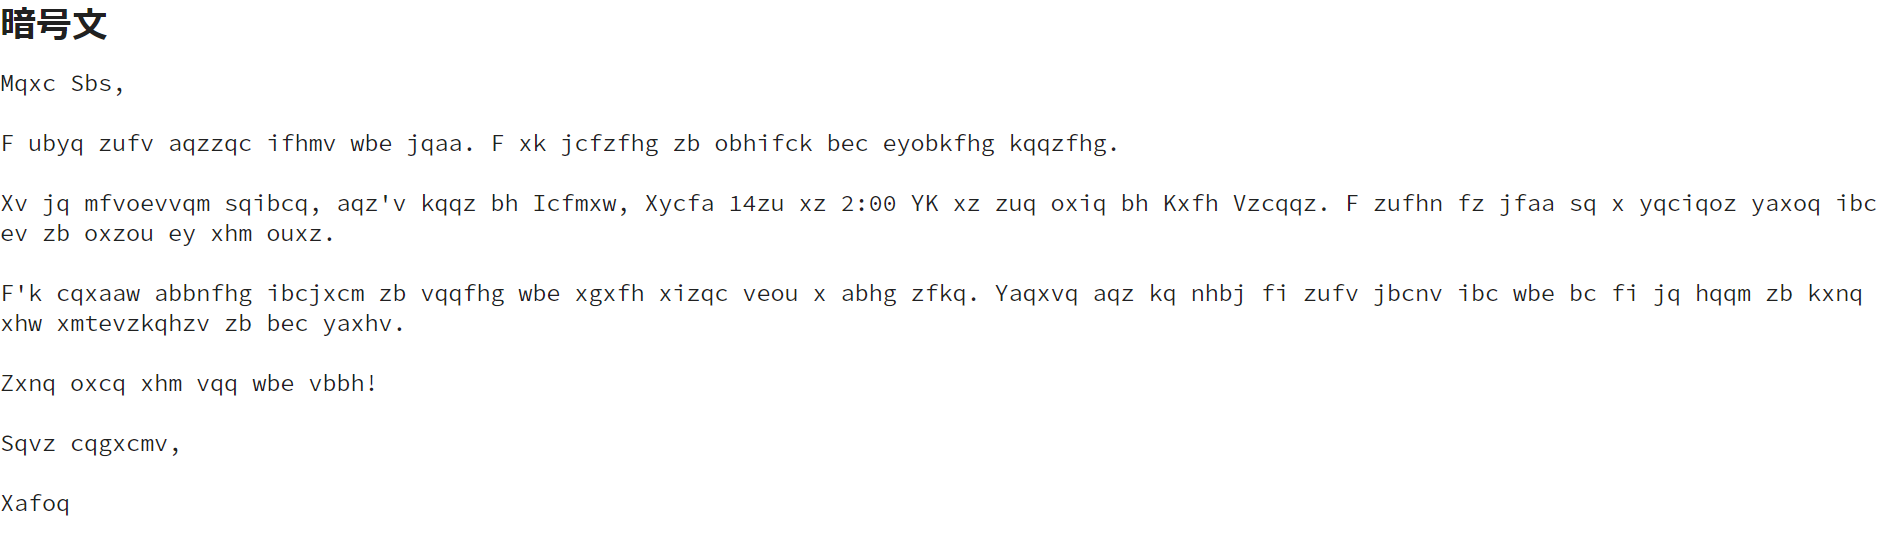 暗号文
Mqxc Sbs,
F ubyq zufv aqzzqc ifhmv wbe jqaa. F xk jcfzfhg zb obhifck bec eyobkfhg kqqzfhg.
Xv jq mfvoevvqm sqibcq, aqz'v kqqz bh Icfmxw, Xycfa 14zu xz 2:00 YK xz zuq oxiq bh Kxfh Vzcqqz. F zufhn fz jfaa sq x yqciqoz yaxoq ibc
ev zb oxzou ey xhm ouxz.
F'k cqxaaw abbnfhg ibcjxcm zb vqqfhg wbe xgxfh xizqc veou x abhg zfkq. Yaqxvq aqz kq nhbj fi zufv jbcnv ibc wbe bc fi jq hqqm zb kxnq
xhw xmtevzkqhzv zb bec yaxhv.
Zxnq oxcq xhm vqq wbe vbbh!
Sqvz cqgxcmv,
Xafoq